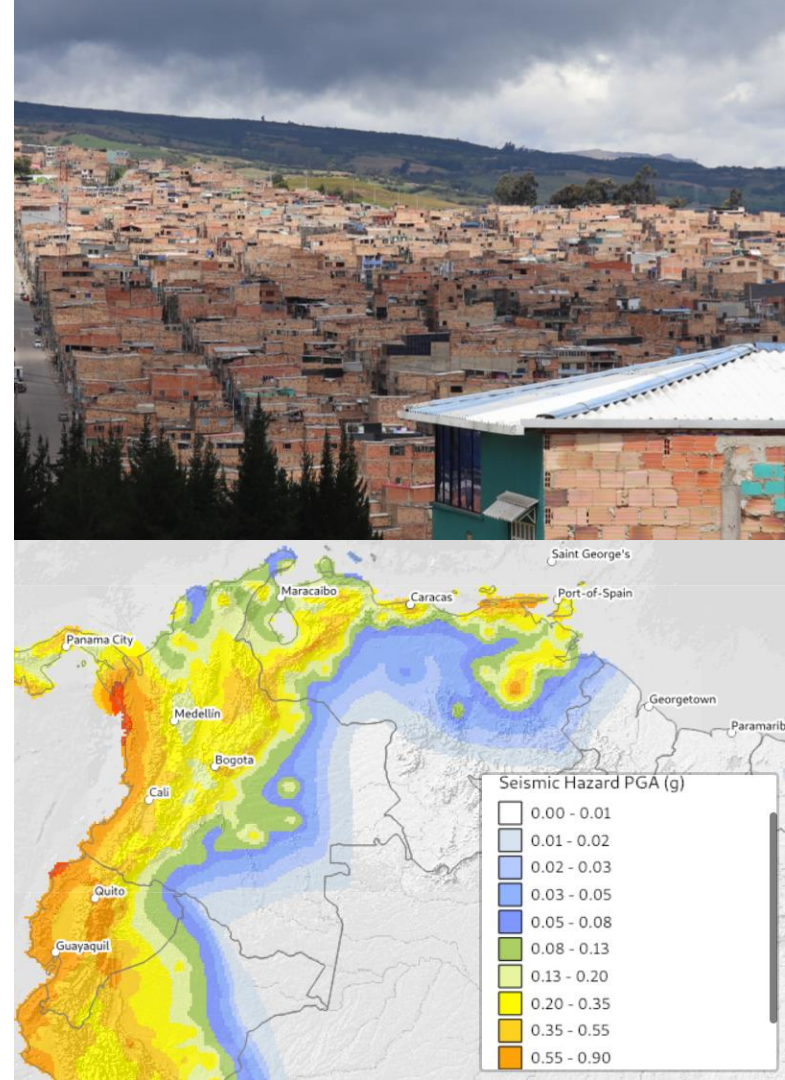 Saint George's
Maracaibo
Caracas
Port-of-Spain
Panama City
Georgetown
Medellín
Paramarib
Bogota
Cali
Quito
Guayaquil
Seismic Hazard PGA (g)
0.00 - 0.01
0.01 - 0.02
0.02 - 0.03
0.03 - 0.05
0.05 - 0.08
0.08 - 0.13
0.13 - 0.20
0.20 - 0.35
0.35 - 0.55
0.55 - 0.90